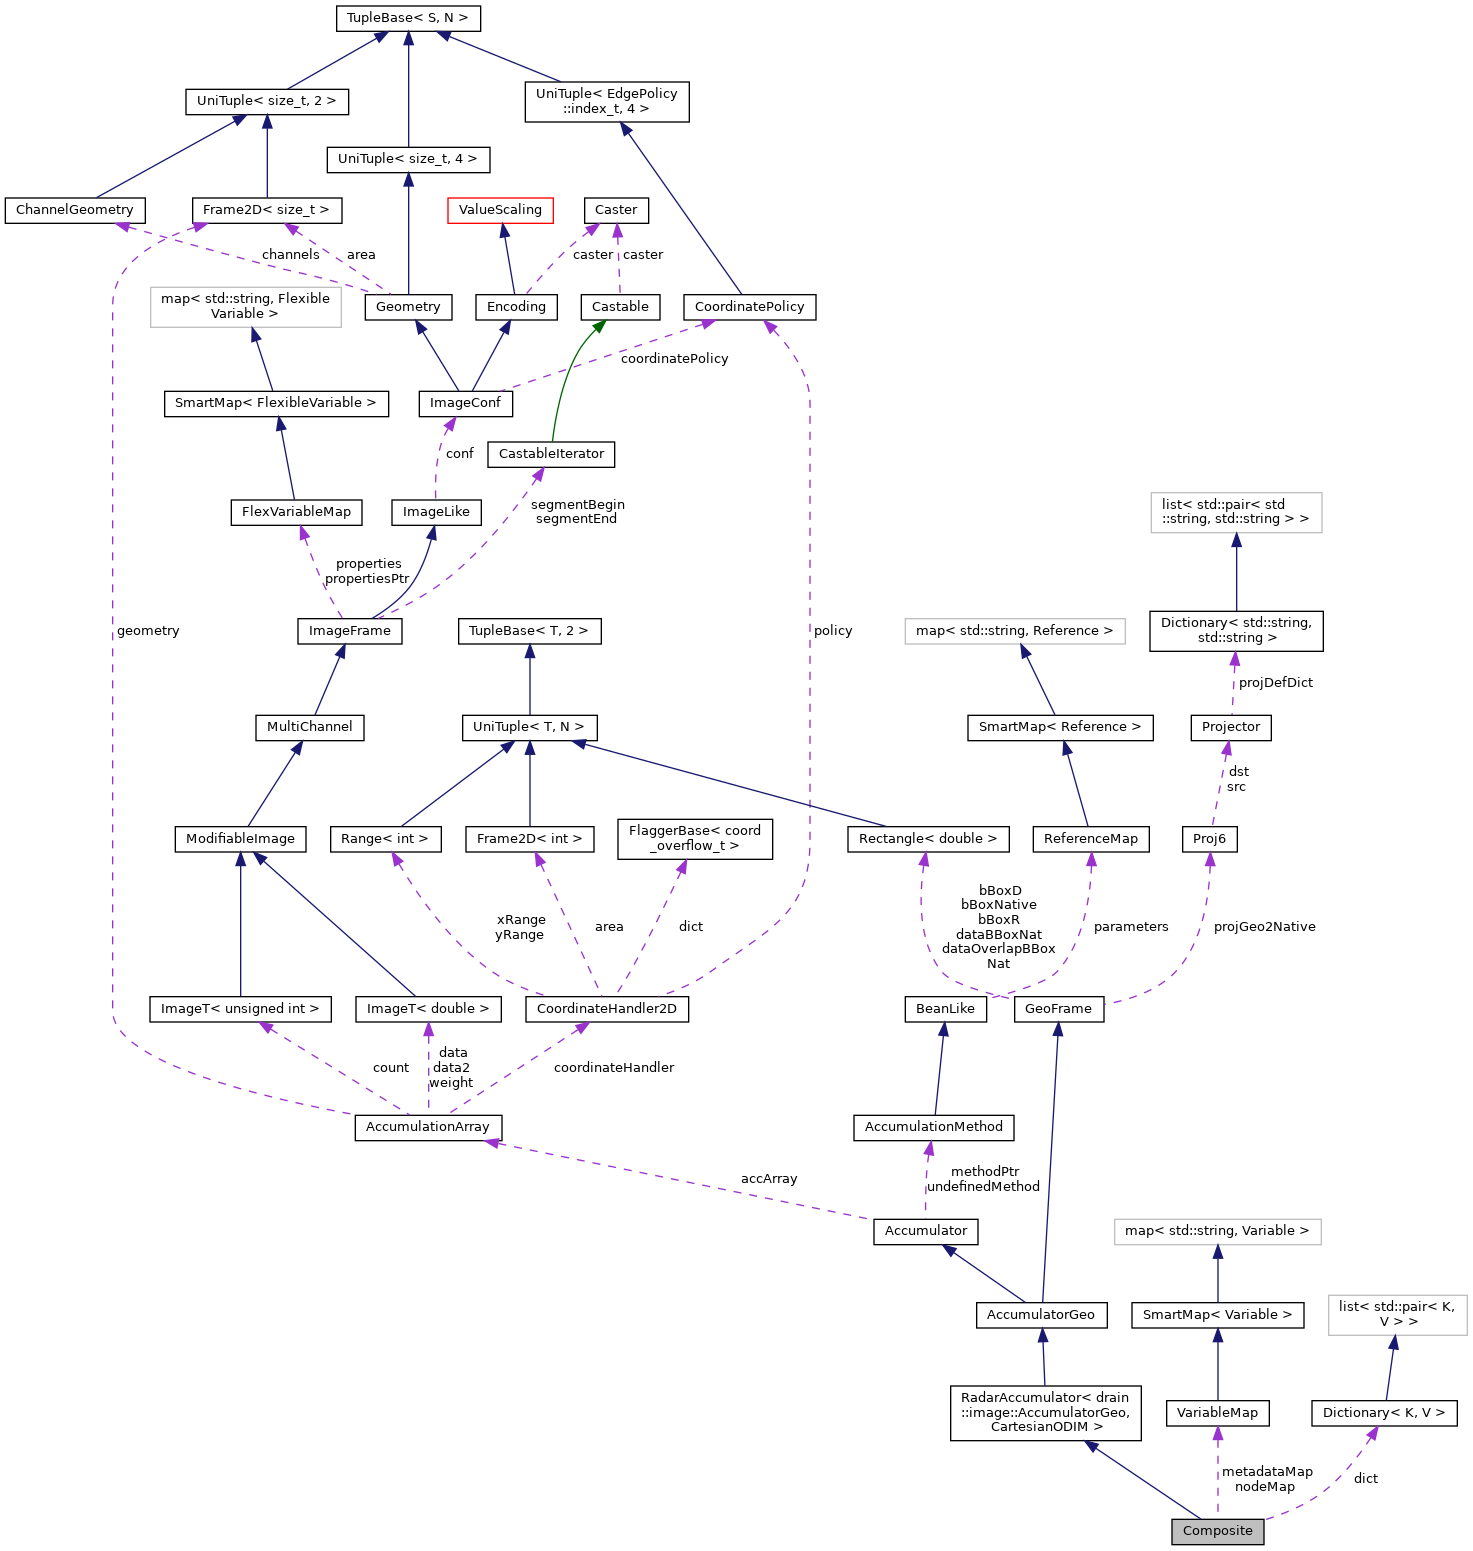 TupleBase< S, N >
UniTuple< size_t, 2 >
UniTuple< EdgePolicy
::index_t, 4 >
UniTuple< size_t, 4 >
ChannelGeometry
Frame2D< size_t >
ValueScaling
Caster
channels
area
caster
caster
map< std::string, Flexible
Variable >
Geometry
Encoding
Castable
CoordinatePolicy
coordinatePolicy
SmartMap< FlexibleVariable >
ImageConf
conf
CastableIterator
FlexVariableMap
ImageLike
segmentBegin
segmentEnd
list< std::pair< std
::string, std::string > >
properties
propertiesPtr
geometry
ImageFrame
TupleBase< T, 2 >
policy
map< std::string, Reference >
Dictionary< std::string,
std::string >
projDefDict
MultiChannel
UniTuple< T, N >
SmartMap< Reference >
Projector
dst
src
ModifiableImage
Range< int >
Frame2D< int >
FlaggerBase< coord
_overflow_t >
Rectangle< double >
ReferenceMap
Proj6
xRange
yRange
area
dict
bBoxD
bBoxNative
bBoxR
dataBBoxNat
dataOverlapBBox
Nat
parameters
projGeo2Native
ImageT< unsigned int >
ImageT< double >
CoordinateHandler2D
BeanLike
GeoFrame
count
data
data2
weight
coordinateHandler
AccumulationArray
AccumulationMethod
accArray
methodPtr
undefinedMethod
Accumulator
map< std::string, Variable >
AccumulatorGeo
SmartMap< Variable >
list< std::pair< K,
V > >
RadarAccumulator< drain
::image::AccumulatorGeo,
CartesianODIM >
VariableMap
Dictionary< K, V >
metadataMap
nodeMap
dict
Composite